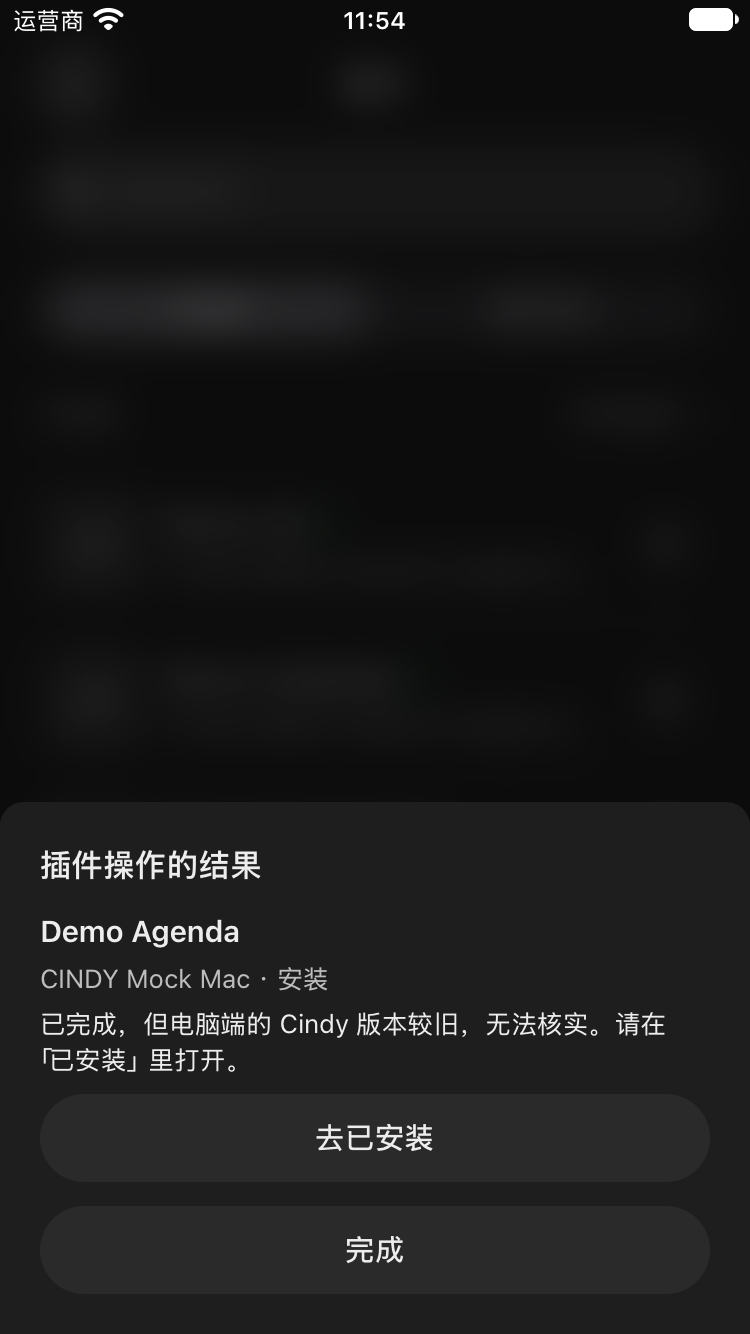 运营商
11:54
插件操作的结果
Demo Agenda
CINDY Mock Mac · 安装
已完成，但电脑端的 Cindy 版本较旧，无法核实。请在
「已安装」里打开。
去已安装
完成